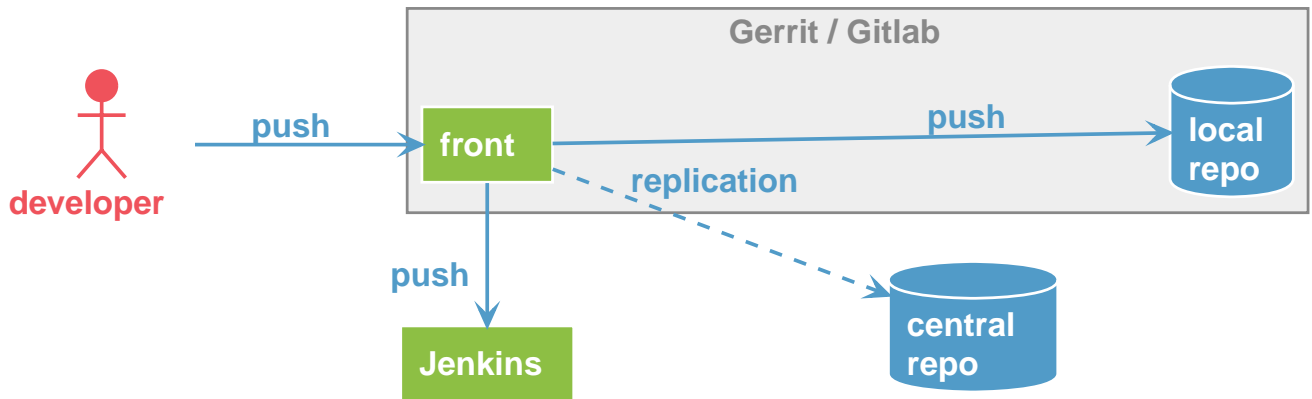 Gerrit / Gitlab
push
push
front
local
repo
replication
developer
push
central
repo
Jenkins